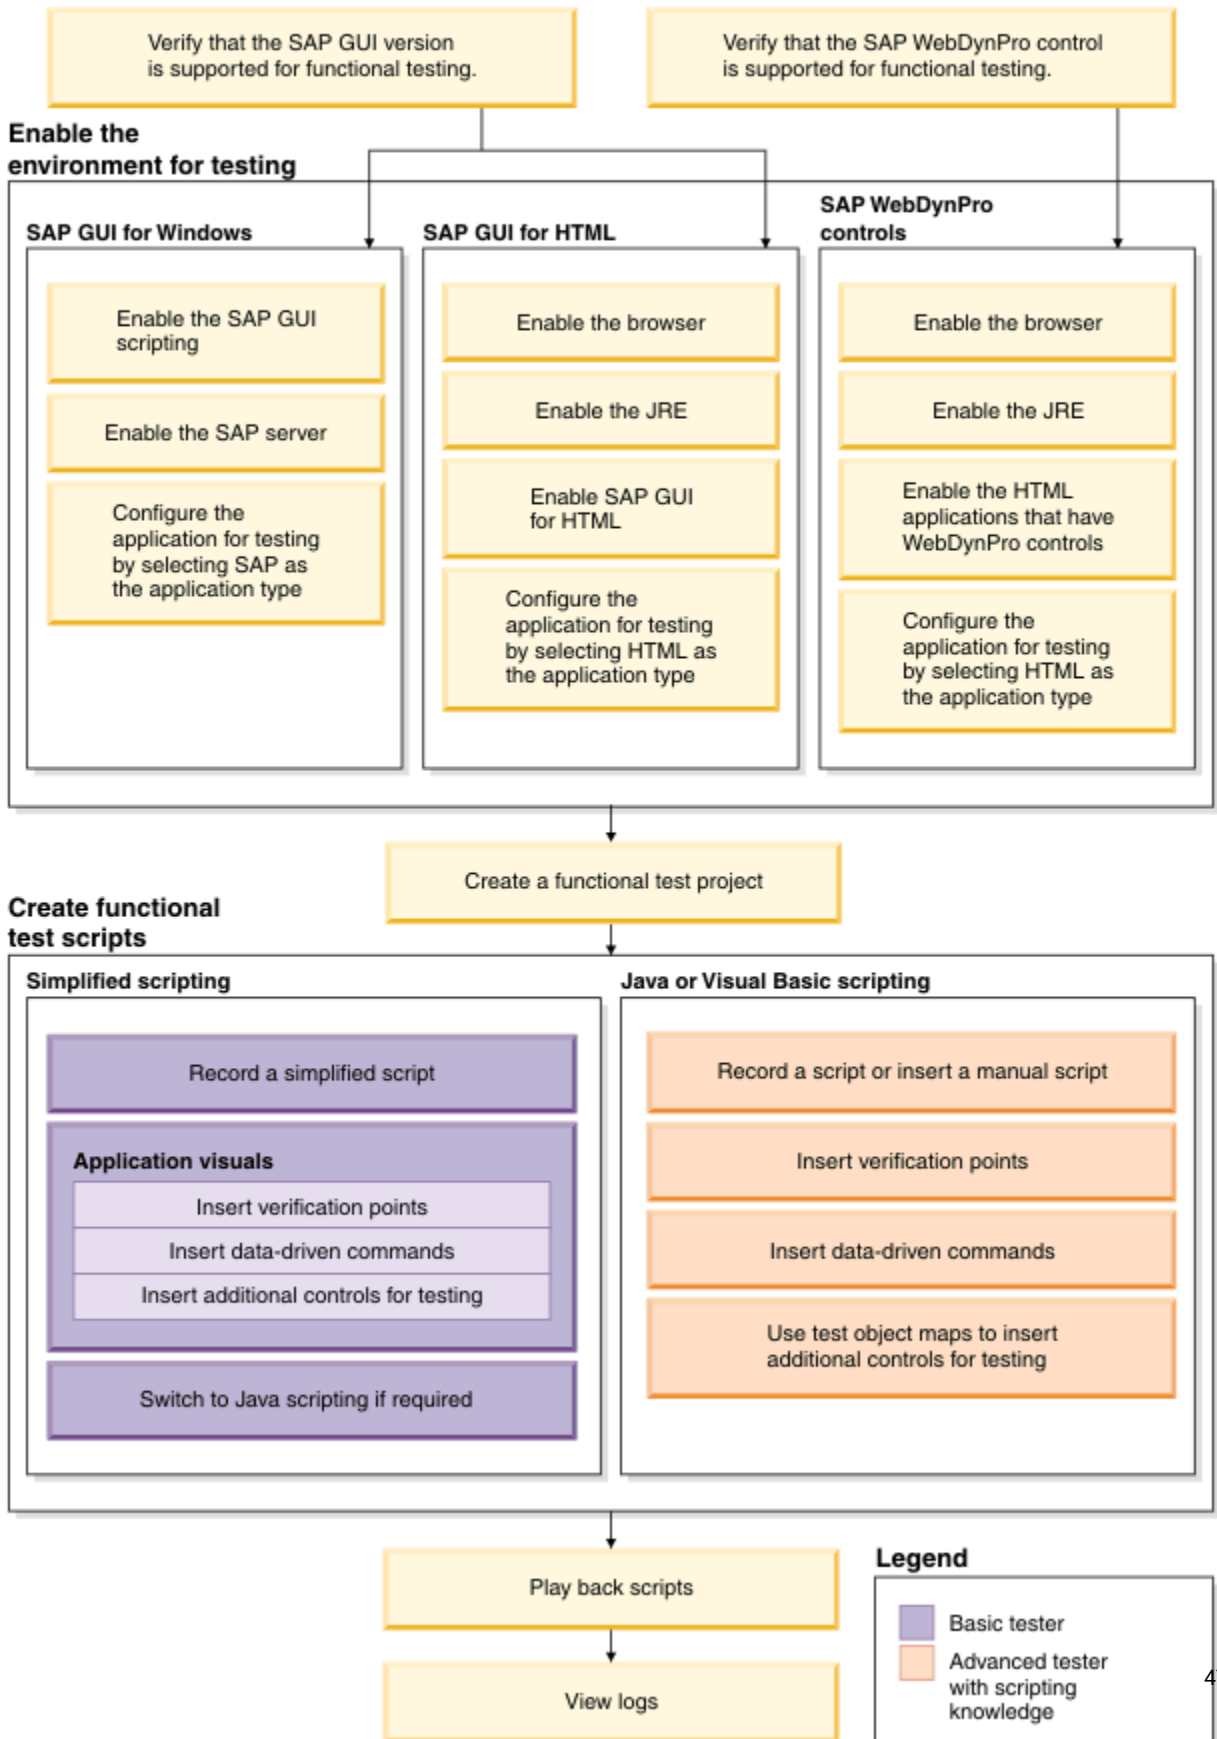 Verify that the SAP GUI version
is supported for functional testing.
Verify that the SAP WebDynPro control
is supported for functional testing.
Enable the
environment for testing
SAP GUI for Windows
Enable the SAP GUI
scripting
Enable the SAP server
Configure the
application for testing
by selecting SAP as
the application type
SAP GUI for HTML
Enable the browser
Enable the JRE
Enable SAP GUI
for HTML
Configure the
application for testing
by selecting HTML as
the application type
SAP WebDynPro
controls
Enable the browser
Enable the JRE
Enable the HTML
applications that have
WebDynPro controls
Configure the
application for testing
by selecting HTML as
the application type
Create a functional test project
Create functional
test scripts
Simplified scripting
Record a simplified script
Application visuals
Insert verification points
Insert data-driven commands
Insert additional controls for testing
Switch to Java scripting if required
Java or Visual Basic scripting
Record a script or insert a manual script
Insert verification points
Insert data-driven commands
Use test object maps to insert
additional controls for testing
Play back scripts
View logs
Legend
Basic tester
Advanced tester
with scripting
knowledge